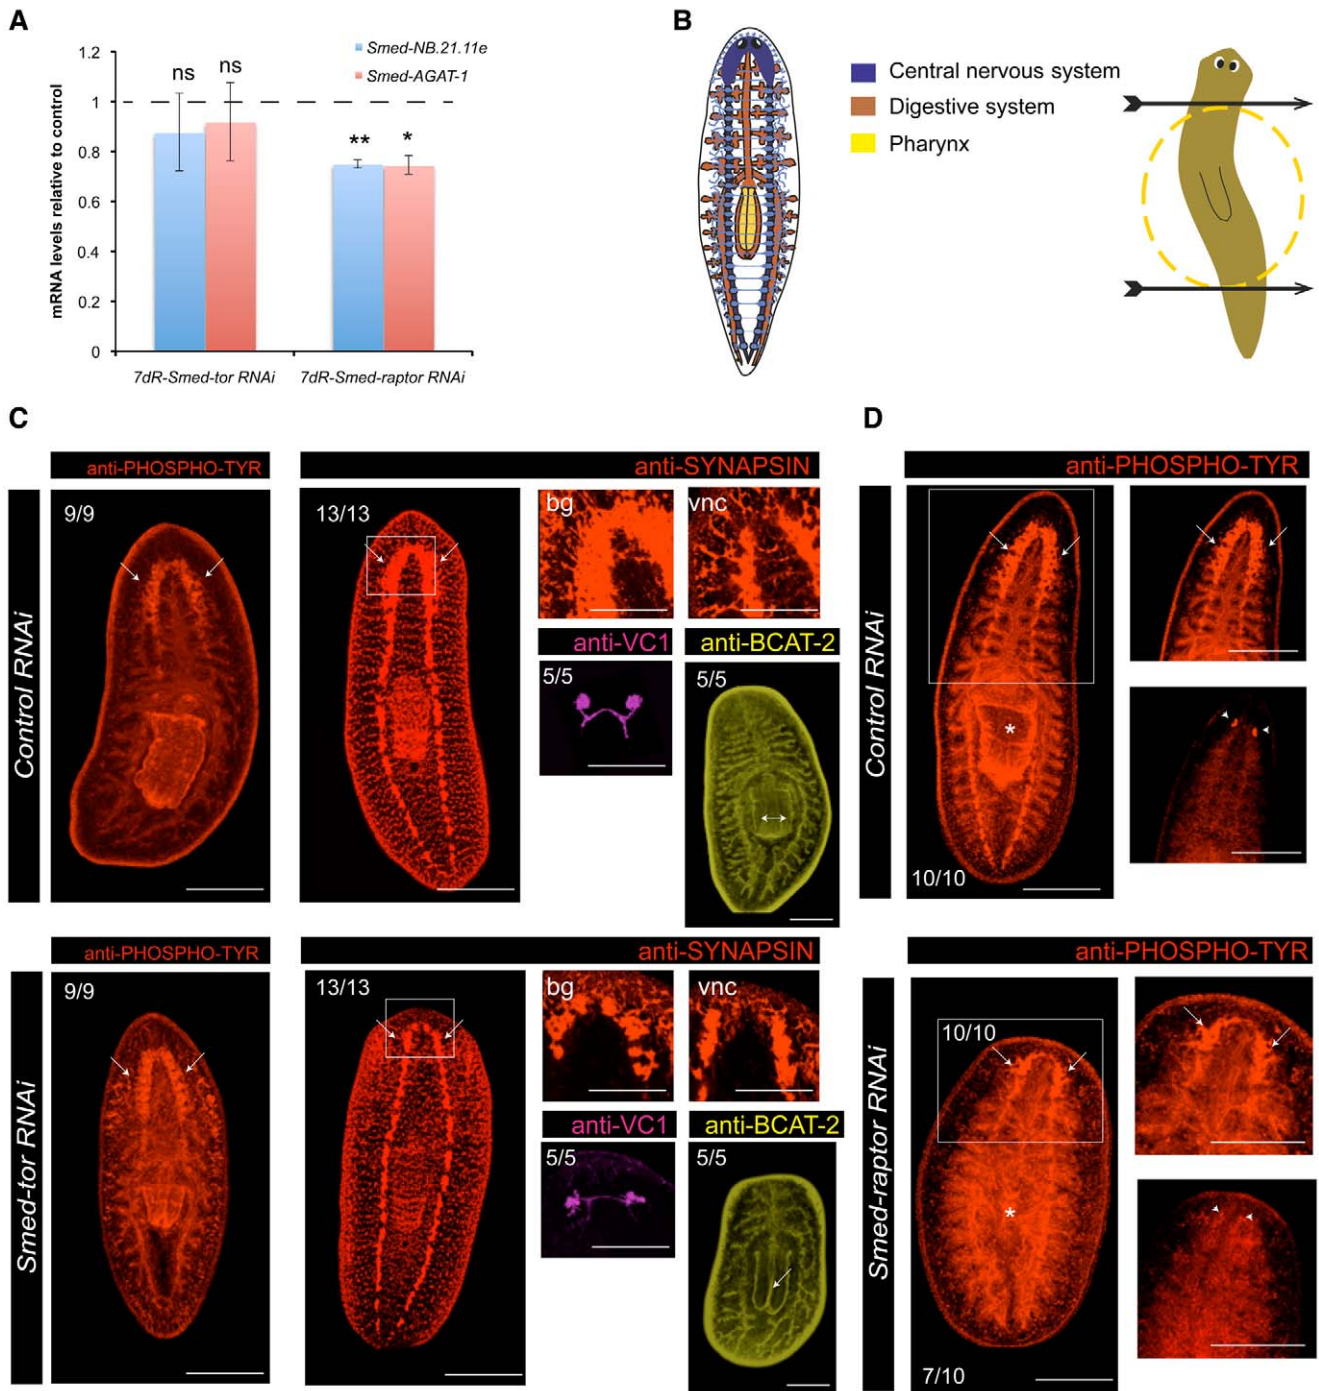 A
1.2
1
0.8
0.6
0.4
0.2
0
mRNA levels relative to control
Smed-NB.21.11e
Smed-AGAT-1
ns
ns
**
*
7dR-Smed-tor RNAi
7dR-Smed-raptor RNAi
B
Central nervous system
Digestive system
Pharynx
C
anti-PHOSPHO-TYR
anti-SYNAPSIN
Control RNAi
9/9
13/13
bg
vnc
anti-VC1
anti-BCAT-2
5/5
5/5
anti-PHOSPHO-TYR
anti-SYNAPSIN
Smed-tor RNAi
9/9
13/13
bg
vnc
anti-VC1
anti-BCAT-2
5/5
5/5
D
anti-PHOSPHO-TYR
Control RNAi
*
10/10
anti-PHOSPHO-TYR
Smed-raptor RNAi
10/10
*
7/10